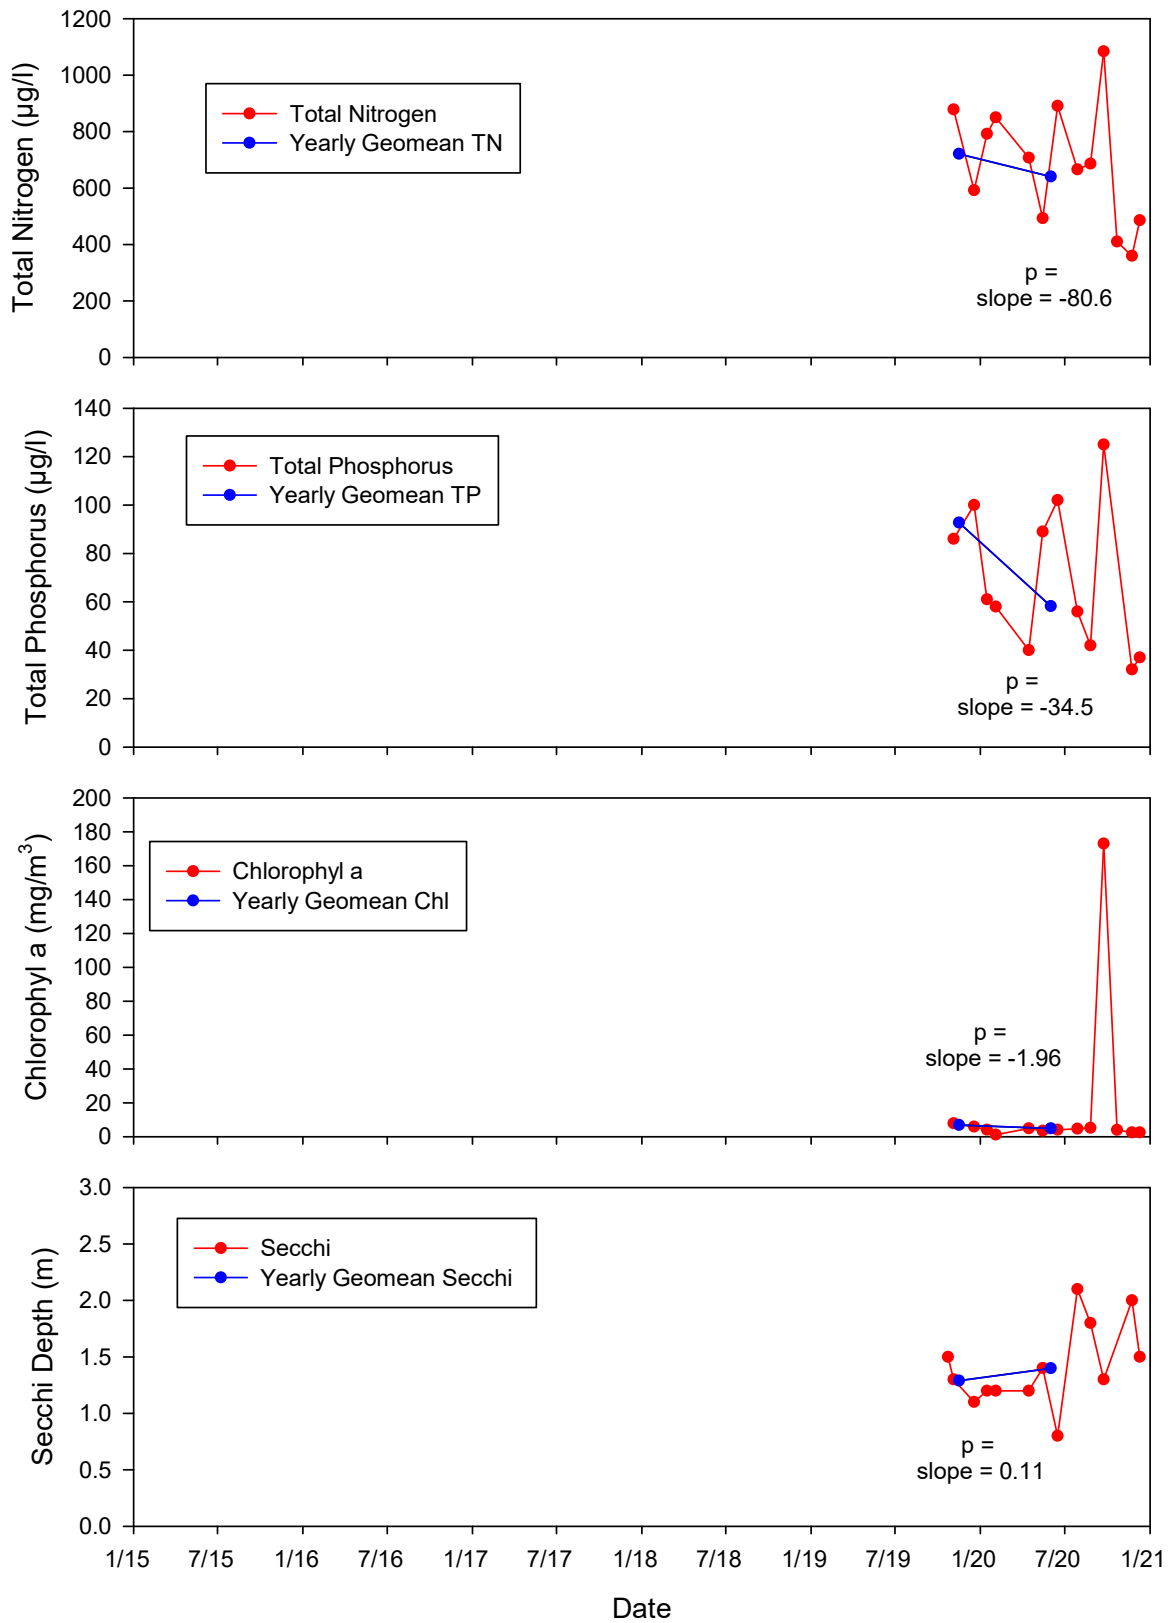 Total Nitrogen (µg/l)
1200
1000
800
600
400
200
0
Total Nitrogen
Yearly Geomean TN
p =
slope = -80.6
Total Phosphorus (µg/l)
140
120
100
80
60
40
20
0
Total Phosphorus
Yearly Geomean TP
p =
slope = -34.5
Chlorophyl a (mg/m³)
200
180
160
140
120
100
80
60
40
20
0
Chlorophyl a
Yearly Geomean Chl
p =
slope = -1.96
Secchi Depth (m)
3.0
2.5
2.0
1.5
1.0
0.5
0.0
Secchi
Yearly Geomean Secchi
p =
slope = 0.11
1/15 7/15 1/16 7/16 1/17 7/17 1/18 7/18 1/19 7/19 1/20 7/20 1/21
Date